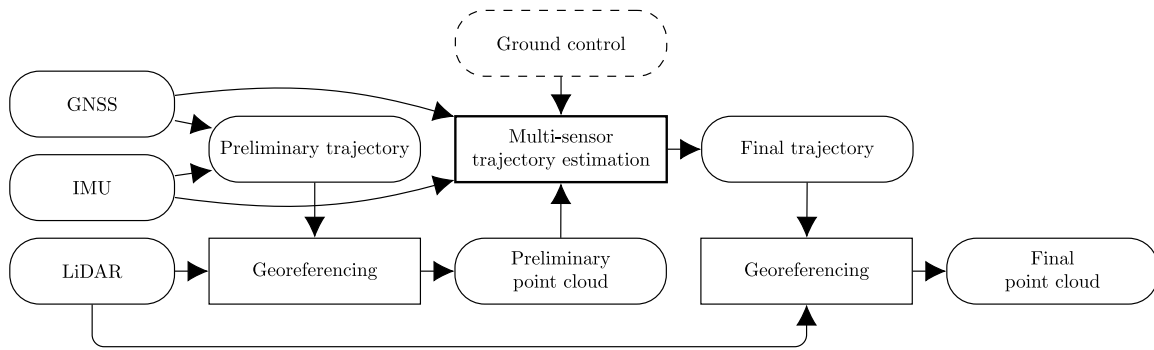 Ground control
GNSS
Preliminary trajectory
Multi-sensor
trajectory estimation
Final trajectory
IMU
LiDAR
Georeferencing
Preliminary
point cloud
Georeferencing
Final
point cloud